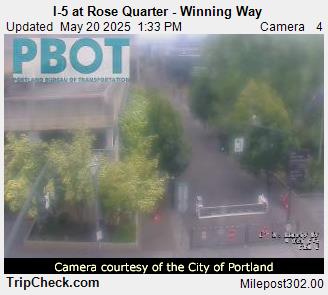 I-5 at Rose Quarter - Winning Way
Updated May 20 2025 1:33 PM Camera 4
PBOT
PORTLAND BUREAU OF TRANSPORTATION
Camera courtesy of the City of Portland
TripCheck.com Milepost302.00